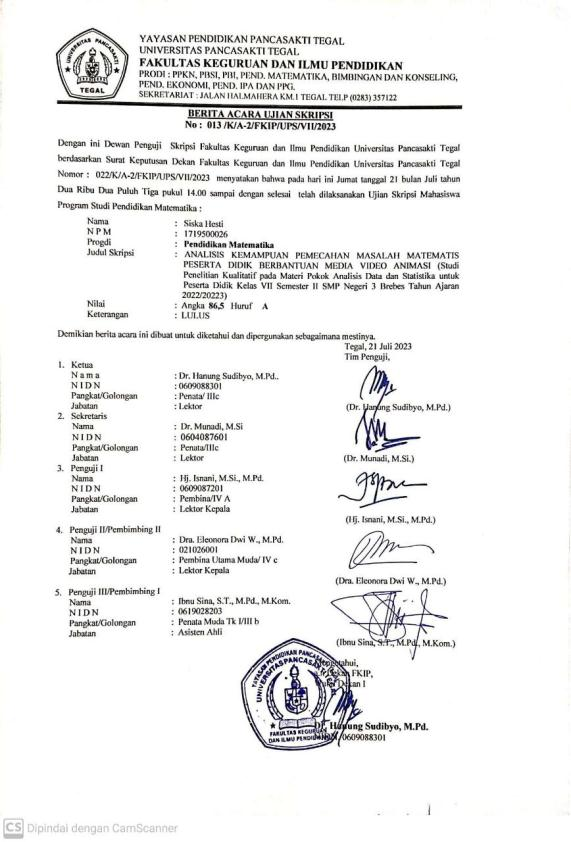 YAYASAN PENDIDIKAN PANCASAKTI TEGAL
UNIVERSITAS PANCASAKTI TEGAL
FAKULTAS KEGURUAN DAN ILMU PENDIDIKAN
PRODI : PPKN, PBSI, PBI, PEND. MATEMATIKA, BIMBINGAN DAN KONSELING,
PEND. EKONOMI, PEND. IPA DAN PPG.
SEKRETARIAT : JALAN HALMAHERA KM.1 TEGAL TEL.P (0283) 357122
UNIVERSITAS PANCASAKTI
TEGAL
BERITA ACARA UJIAN SKRIPSI
No : 013 /K/A-2/FKIP/UPS/VII/2023
Dengan ini Dewan Penguji Skripsi Fakultas Keguruan dan Ilmu Pendidikan Universitas Pancasakti Tegal
berdasarkan Surat Keputusan Dekan Fakultas Keguruan dan Ilmu Pendidikan Universitas Pancasakti Tegal
Nomor : 022/K/A-2/FKIP/UPS/VII/2023 menyatakan bahwa pada hari ini Jumat tanggal 21 bulan Juli tahun
Dua Ribu Dua Puluh Tiga pukul 14.00 sampai dengan selesai telah dilaksanakan Ujian Skripsi Mahasiswa
Program Studi Pendidikan Matematika :
Nama : Siska Hesti
N P M : 1719500026
Progdi : Pendidikan Matematika
Judul Skripsi : ANALISIS KEMAMPUAN PEMECAHAN MASALAH MATEMATIS
PESERTA DIDIK BERBANTUAN MEDIA VIDEO ANIMASI (Studi
Penelitian Kualitatif pada Materi Pokok Analisis Data dan Statistika untuk
Peserta Didik Kelas VII Semester II SMP Negeri 3 Brebes Tahun Ajaran
2022/20223)
Nilai : Angka 86,5 Huruf A
Keterangan : LULUS
Demikian berita acara ini dibuat untuk diketahui dan dipergunakan sebagaimana mestinya.
Tegal, 21 Juli 2023
Tim Penguji,
1. Ketua
N a m a : Dr. Hanung Sudibyo, M.Pd..
N I D N : 0609088301
Pangkat/Golongan : Penata/ IIIc
Jabatan : Lektor
(Dr. Hanung Sudibyo, M.Pd.)
2. Sekretaris
Nama : Dr. Munadi, M.Si
N I D N : 0604087601
Pangkat/Golongan : Penata/IIIc
Jabatan : Lektor
(Dr. Munadi, M.Si.)
3. Penguji I
Nama : Hj. Isnani, M.Si., M.Pd.
N I D N : 0609087201
Pangkat/Golongan : Pembina/IV A
Jabatan : Lektor Kepala
(Hj. Isnani, M.Si., M.Pd.)
4. Penguji II/Pembimbing II
Nama : Dra. Eleonora Dwi W., M.Pd.
N I D N : 021026001
Pangkat/Golongan : Pembina Utama Muda/ IV c
Jabatan : Lektor Kepala
(Dra. Eleonora Dwi W., M.Pd.)
5. Penguji III/Pembimbing I
Nama : Ibnu Sina, S.T., M.Pd., M.Kom.
N I D N : 0619028203
Pangkat/Golongan : Penata Muda Tk I/III b
Jabatan : Asisten Ahli
(Ibnu Sina, S.T., M.Pd., M.Kom.)
YAYASAN PENDIDIKAN PANCASAKTI
UNIVERSITAS PANCASAKTI
FAKULTAS KEGURUAN
DAN ILMU PENDIDIKAN
Dekan FKIP,
Dekan I
Dr. Hanung Sudibyo, M.Pd.
0609088301
CS Dipindai dengan CamScanner